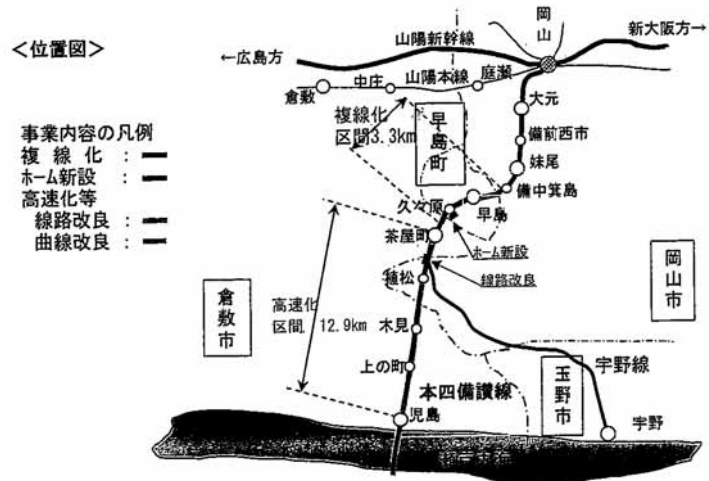 <位置図>
←広島方
山陽新幹線
岡山
新大阪方→
倉敷
中庄
山陽本線
庭瀬
大元
備前西市
妹尾
備中箕島
早島
久々原
茶屋町
植松
木見
上の町
児島
複線化
区間3.3km
早島町
事業内容の凡例
複線化:
ホーム新設:
高速化等
線路改良:
曲線改良:
ホーム新設
線路改良
高速化
区間 12.9km
倉敷市
岡山市
玉野市
宇野線
宇野
本四備讃線